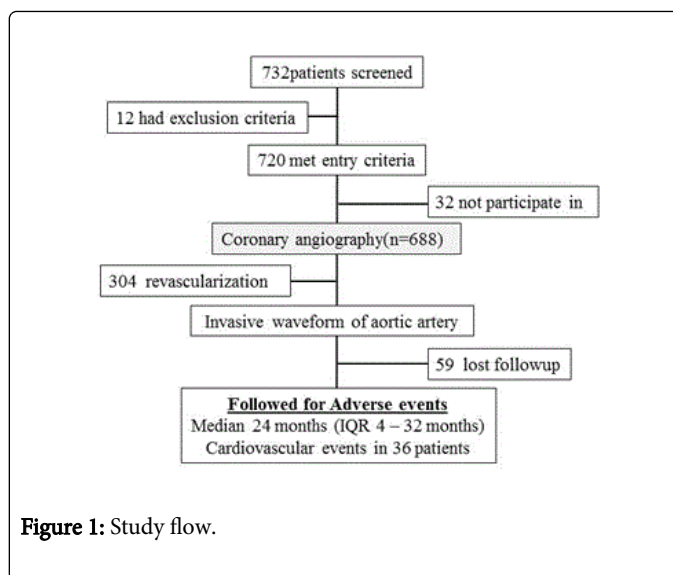 732patients screened
12 had exclusion criteria
720 met entry criteria
32 not participate in
Coronary angiography(n=688)
304 revascularization
Invasive waveform of aortic artery
59 lost followup
Followed for Adverse events
Median 24 months (IQR 4 – 32 months)
Cardiovascular events in 36 patients
Figure 1: Study flow.